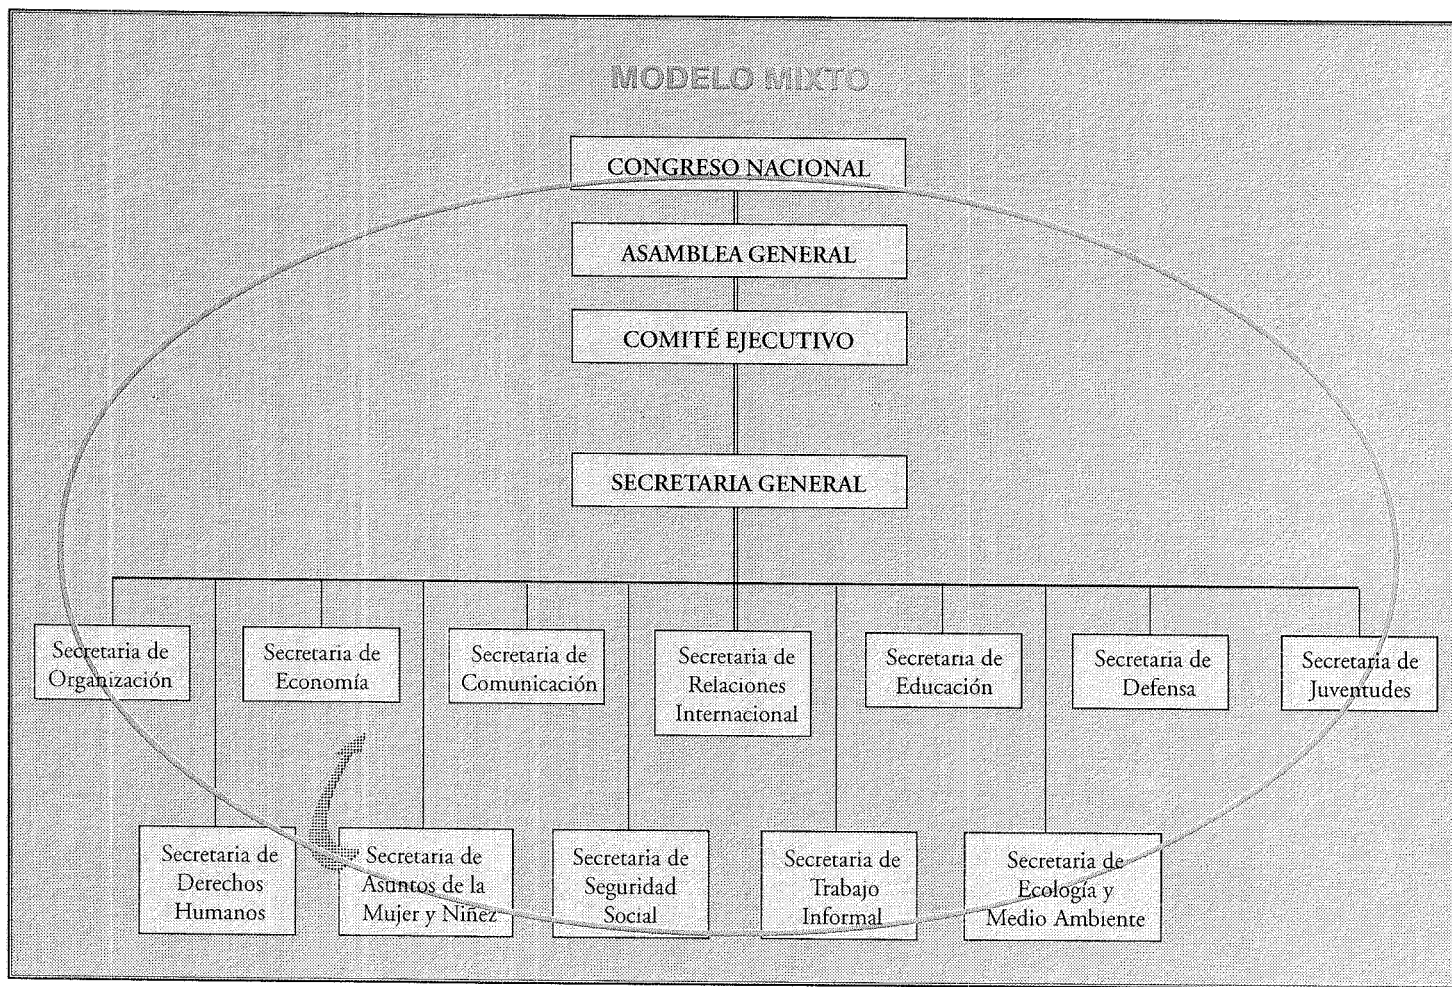 MODELO MIXTO
CONGRESO NACIONAL
ASAMBLEA GENERAL
COMITÉ EJECUTIVO
SECRETARIA GENERAL
Secretaria de
Organización
Secretaria de
Economía
Secretaria de
Comunicación
Secretaria de
Relaciones
Internacional
Secretaria de
Educación
Secretaria de
Defensa
Secretaria de
Juventudes
Secretaria de
Derechos
Humanos
Secretaria de
Asuntos de la
Mujer y Niñez
Secretaria de
Seguridad
Social
Secretaria de
Trabajo
Informal
Secretaria de
Ecología y
Medio Ambiente